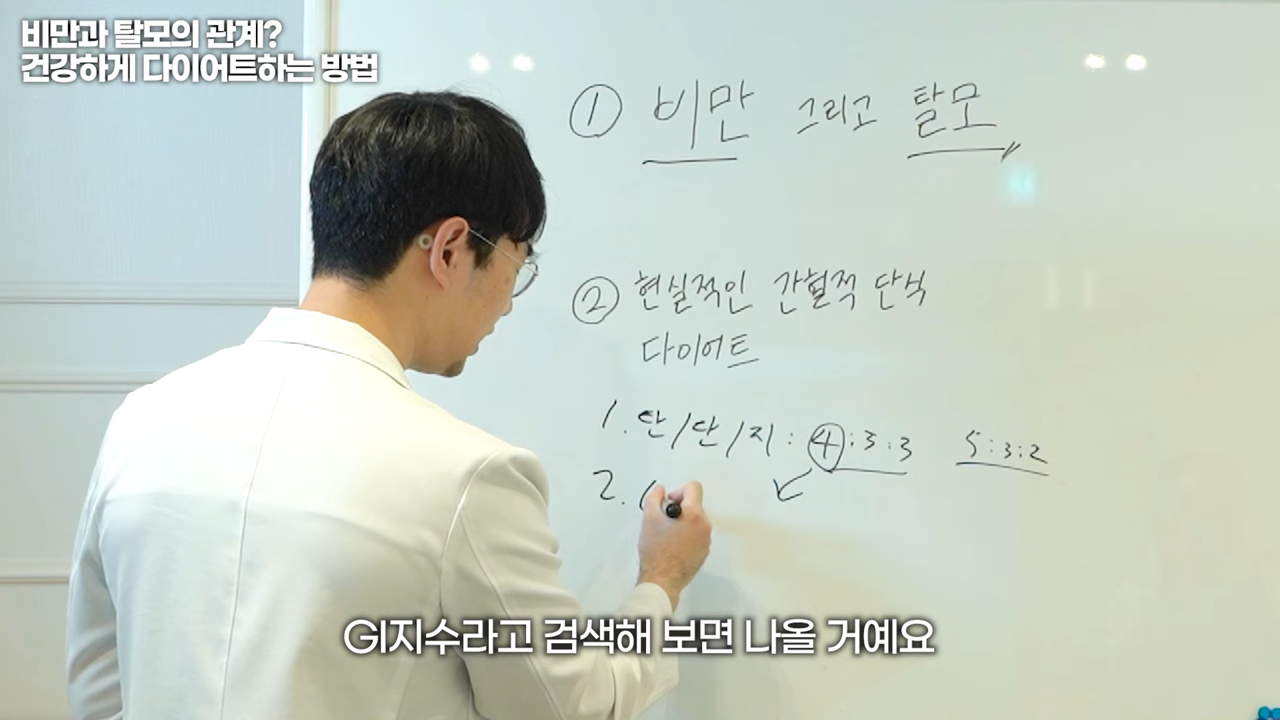 비만과 탈모의 관계?
건강하게 다이어트하는 방법
① 비만 그리고 탈모
② 현실적인 간헐적 단식
다이어트
1. 탄/단/지 : 4:3:3 5:3:2
2.
GI지수라고 검색해 보면 나올 거예요